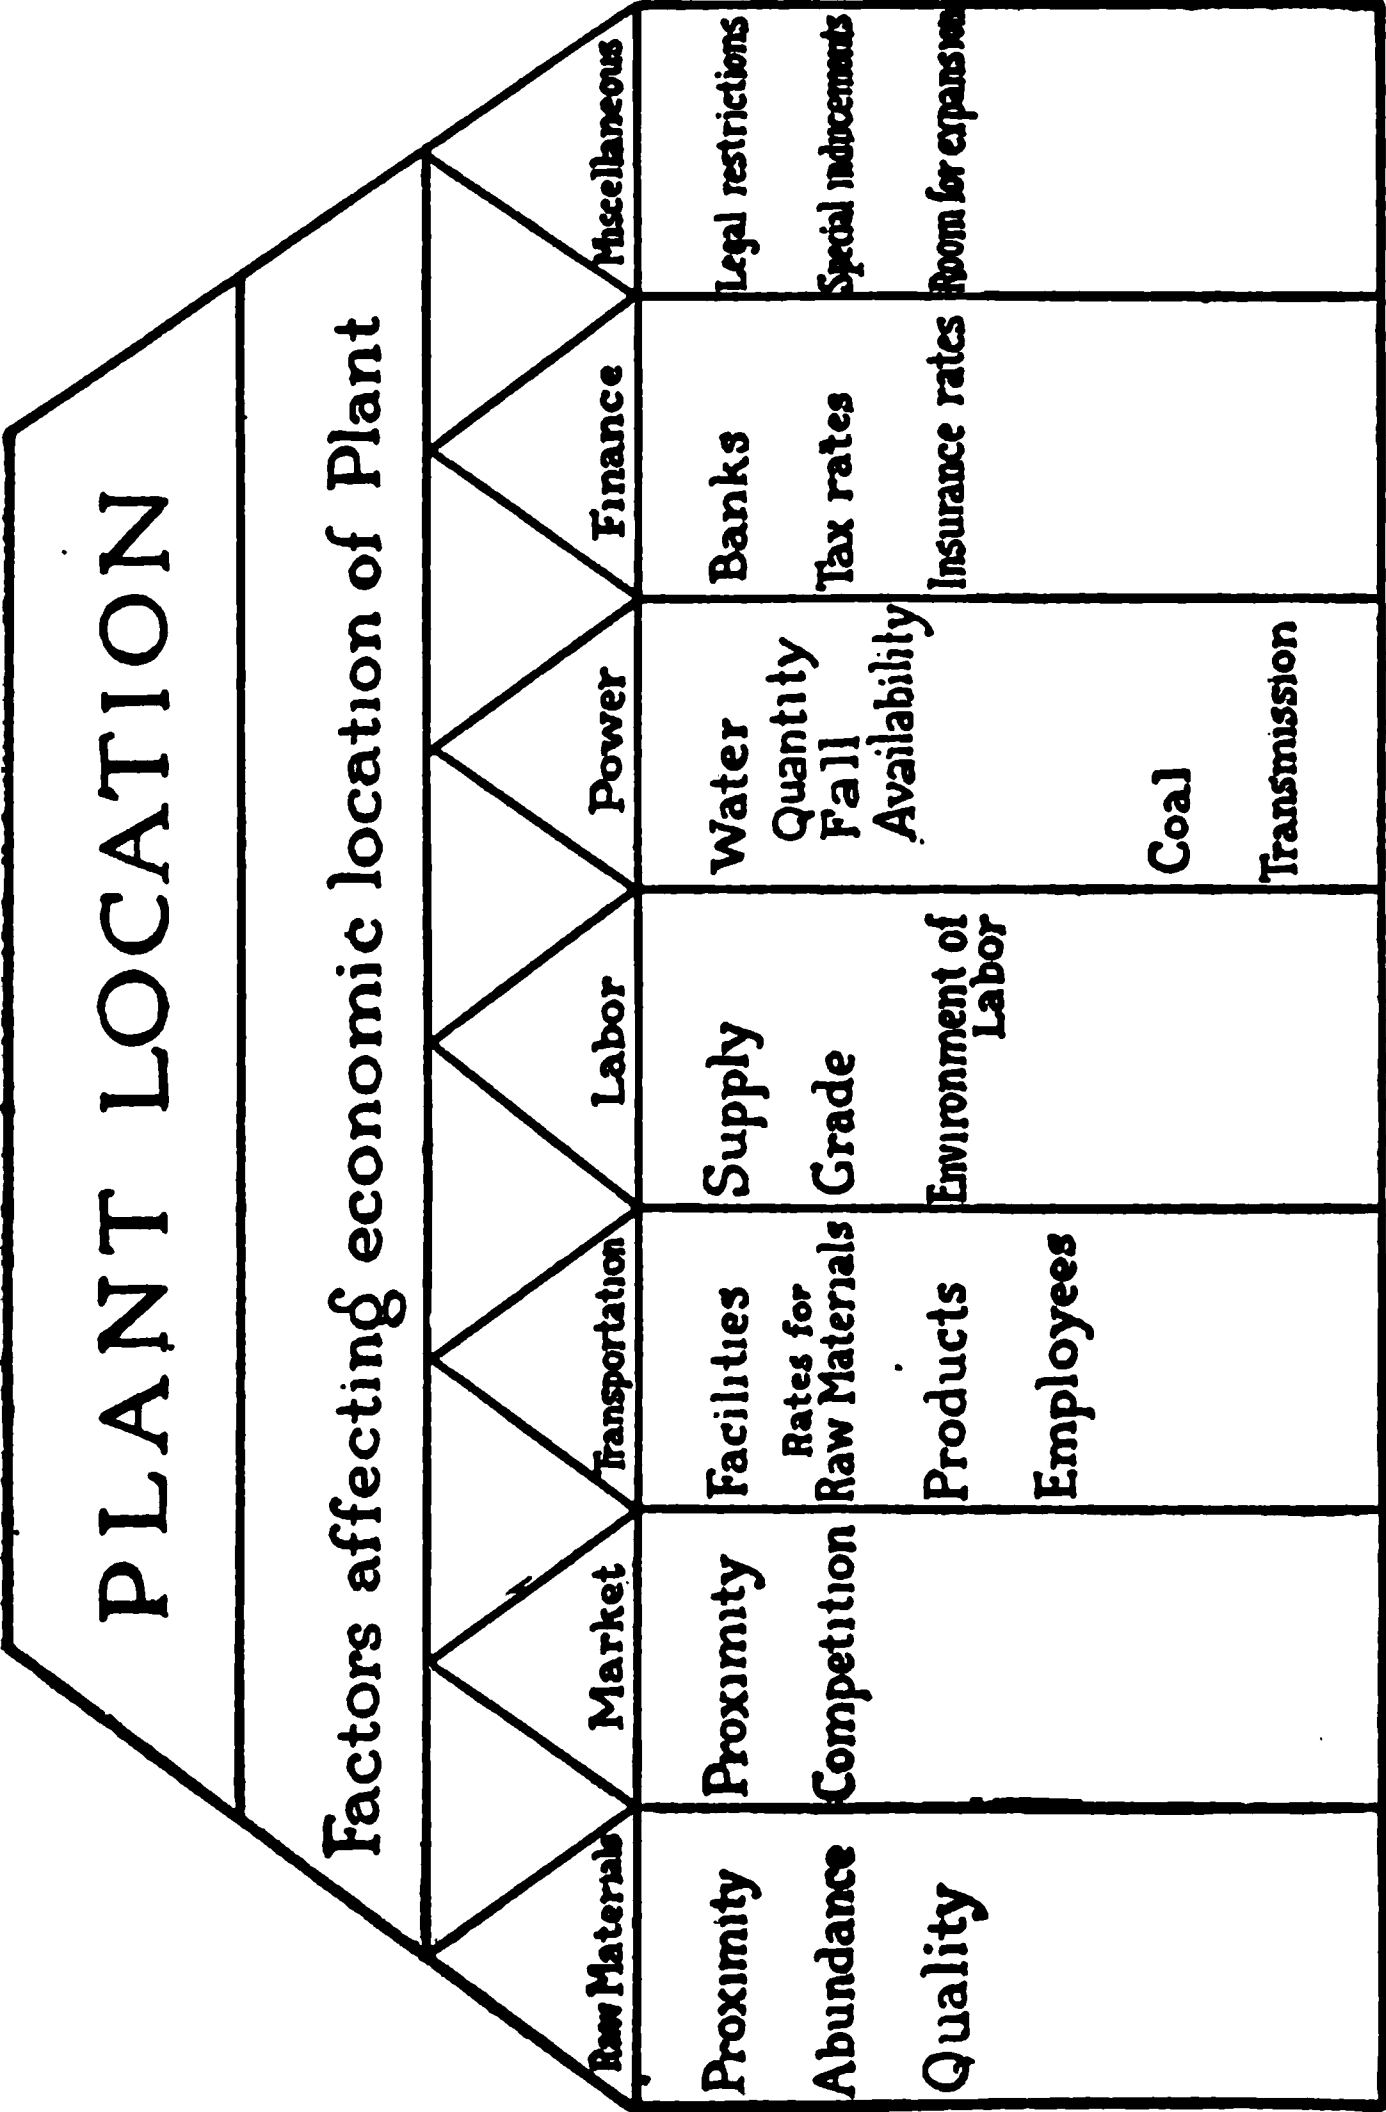 PLANT LOCATION
Factors affecting economic location of Plant
Raw Materials
Proximity
Abundance
Quality
Market
Proximity
Competition
Transportation
Facilities
Rates for
Raw Materials
Products
Employees
Labor
Supply
Grade
Environment of
Labor
Power
Water
Quantity
Fall
Availability
Coal
Transmission
Finance
Banks
Tax rates
Insurance rates
Miscellaneous
Legal restrictions
Special inducements
Room for expansion